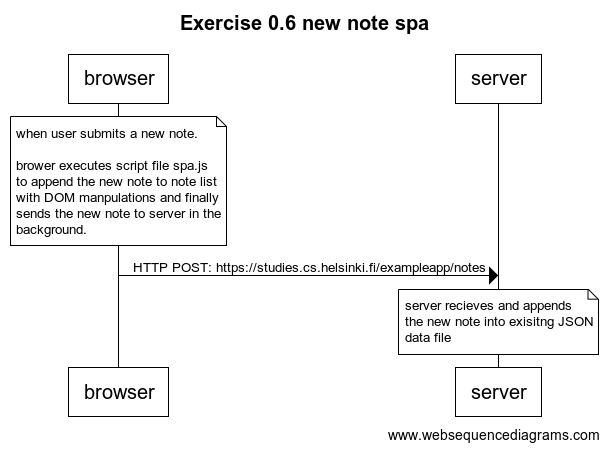 Exercise 0.6 new note spa
browser
server
when user submits a new note.
brower executes script file spa.js
to append the new note to note list
with DOM manpulations and finally
sends the new note to server in the
background.
HTTP POST: https://studies.cs.helsinki.fi/exampleapp/notes
server recieves and appends
the new note into exisitng JSON
data file
browser
server
www.websequencediagrams.com